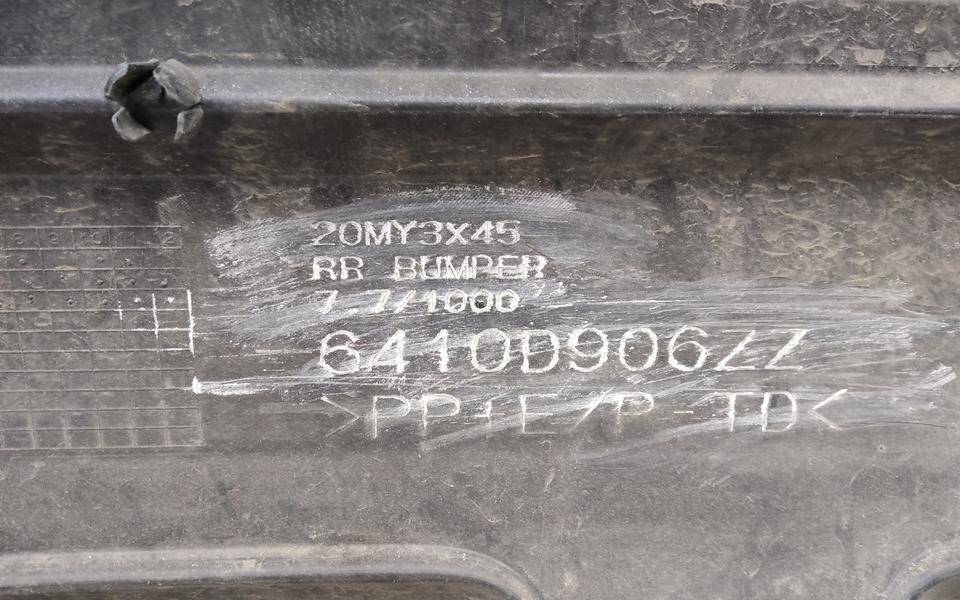 20MY3X45
RR BUMPER
7.7/1000
6410D906ZZ
>PP+E/P-TD<